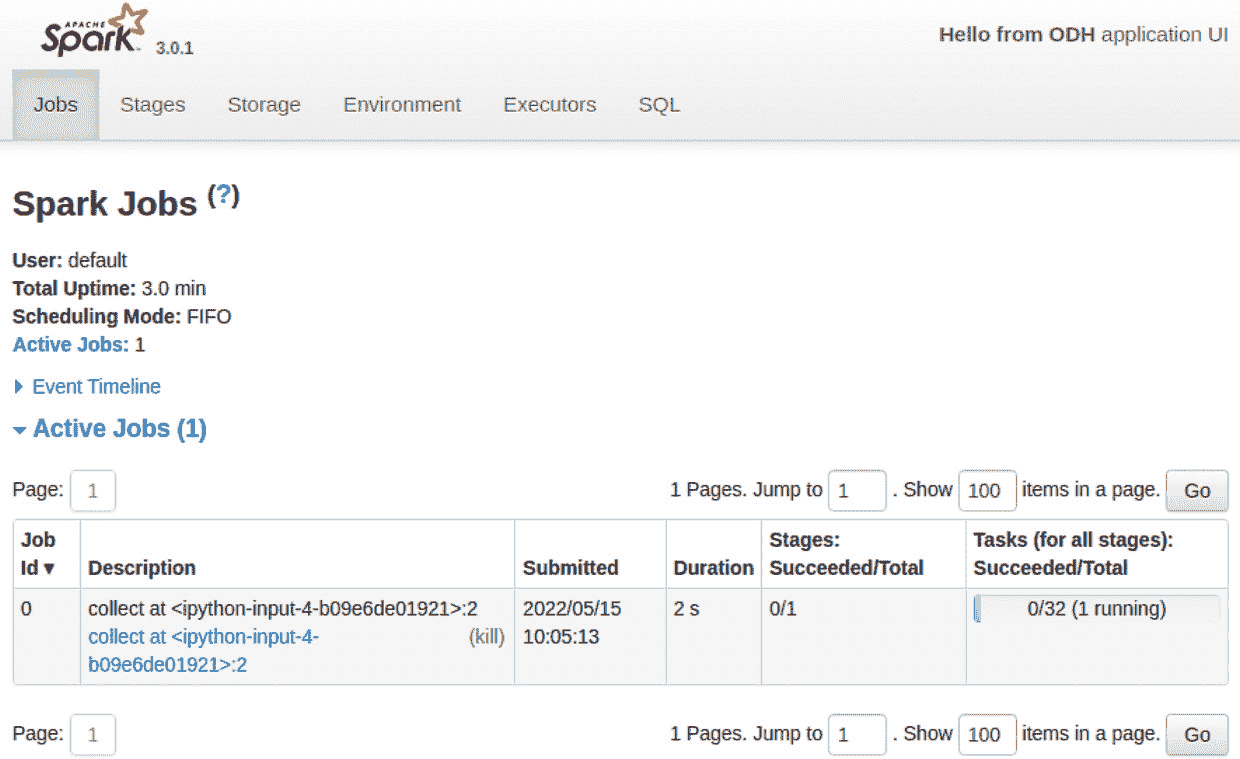 APACHE
Spark 3.0.1
Hello from ODH application UI
Jobs Stages Storage Environment Executors SQL
Spark Jobs (?)
User: default
Total Uptime: 3.0 min
Scheduling Mode: FIFO
Active Jobs: 1
Event Timeline
Active Jobs (1)
Page: 1 1 Pages. Jump to 1 . Show 100 items in a page. Go
Job Id ▾ Description Submitted Duration Stages: Succeeded/Total Tasks (for all stages): Succeeded/Total
0 collect at <ipython-input-4-b09e6de01921>:2 2022/05/15 2 s 0/1 0/32 (1 running)
collect at <ipython-input-4- (kill) 10:05:13
b09e6de01921>:2
Page: 1 1 Pages. Jump to 1 . Show 100 items in a page. Go